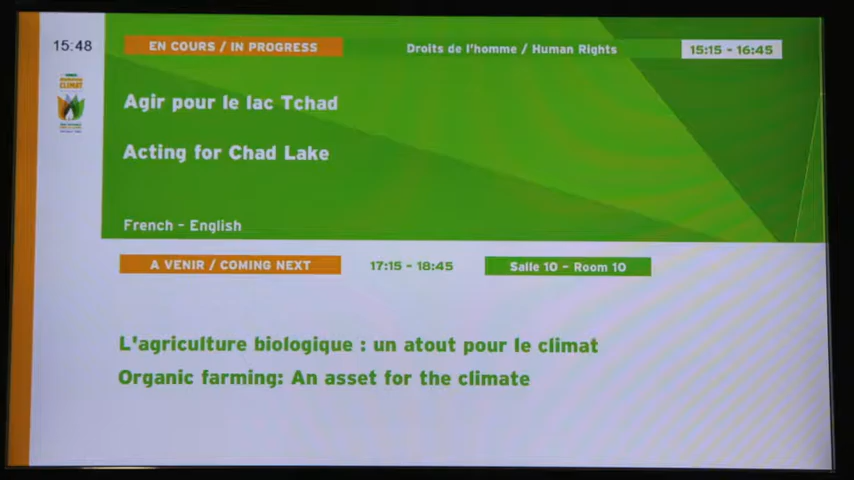 15:48
EN COURS / IN PROGRESS
Droits de l'homme / Human Rights
15:15 - 16:45
CLIMAT
Agir pour le lac Tchad
Acting for Chad Lake
French - English
A VENIR / COMING NEXT
17:15 - 18:45
Salle 10 - Room 10
L'agriculture biologique : un atout pour le climat
Organic farming: An asset for the climate